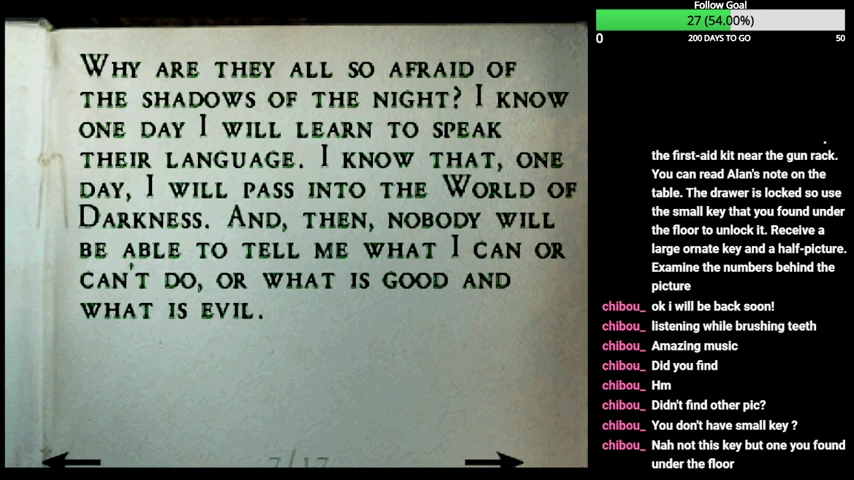 Why are they all so afraid of
the shadows of the night? I know
one day I will learn to speak
their language. I know that, one
day, I will pass into the World of
Darkness. And, then, nobody will
be able to tell me what I can or
can't do, or what is good and
what is evil.
7/17
Follow Goal
27 (54.00%)
0 200 DAYS TO GO 50
the first-aid kit near the gun rack.
You can read Alan's note on the
table. The drawer is locked so use
the small key that you found under
the floor to unlock it. Receive a
large ornate key and a half-picture.
Examine the numbers behind the
picture
chibou_ ok i will be back soon!
chibou_ listening while brushing teeth
chibou_ Amazing music
chibou_ Did you find
chibou_ Hm
chibou_ Didn't find other pic?
chibou_ You don't have small key ?
chibou_ Nah not this key but one you found
under the floor